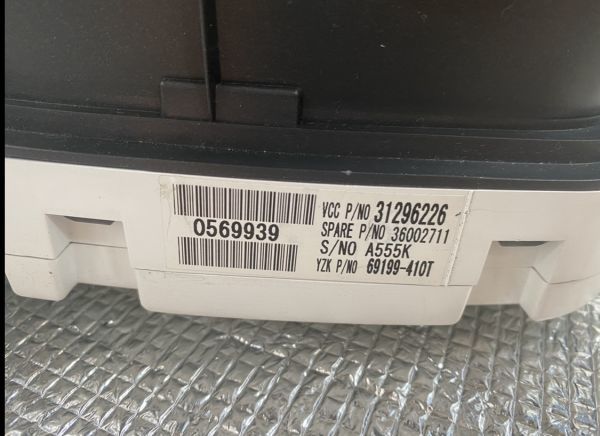 0569939
VCC P/NO 31296226
SPARE P/NO 36002711
S/NO A555K
YZK P/NO 69199-410T